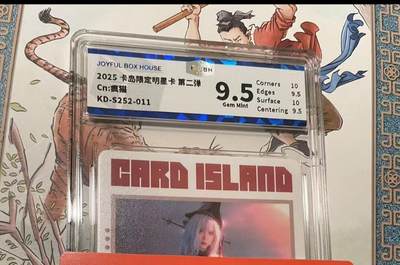 JOYFUL BOX HOUSE
2025 卡岛限定明星卡 第二弹
Cn:疯猫
KD-S252-011
9.5
Gem Mint
Corners 10
Edges 9.5
Surface 10
Centering 9.5
CARD ISLAND